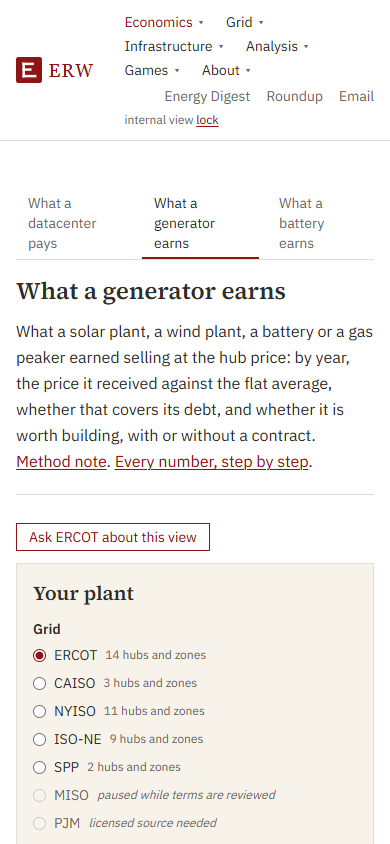 E ERW
Economics ▾ Grid ▾
Infrastructure ▾ Analysis ▾
Games ▾ About ▾
Energy Digest Roundup Email
internal view lock
What a datacenter pays
What a generator earns
What a battery earns
What a generator earns
What a solar plant, a wind plant, a battery or a gas
peaker earned selling at the hub price: by year,
the price it received against the flat average,
whether that covers its debt, and whether it is
worth building, with or without a contract.
Method note. Every number, step by step.
Ask ERCOT about this view
Your plant
Grid
ERCOT 14 hubs and zones
CAISO 3 hubs and zones
NYISO 11 hubs and zones
ISO-NE 9 hubs and zones
SPP 2 hubs and zones
MISO paused while terms are reviewed
PJM licensed source needed